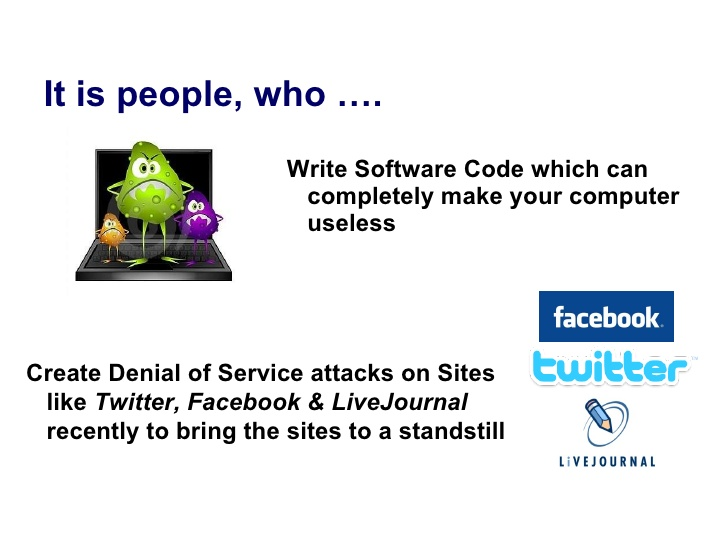 It is people, who ….
Write Software Code which can
completely make your computer
useless
facebook.
twitter™
Create Denial of Service attacks on Sites
like Twitter, Facebook & LiveJournal
recently to bring the sites to a standstill
LiVEJOURNAL